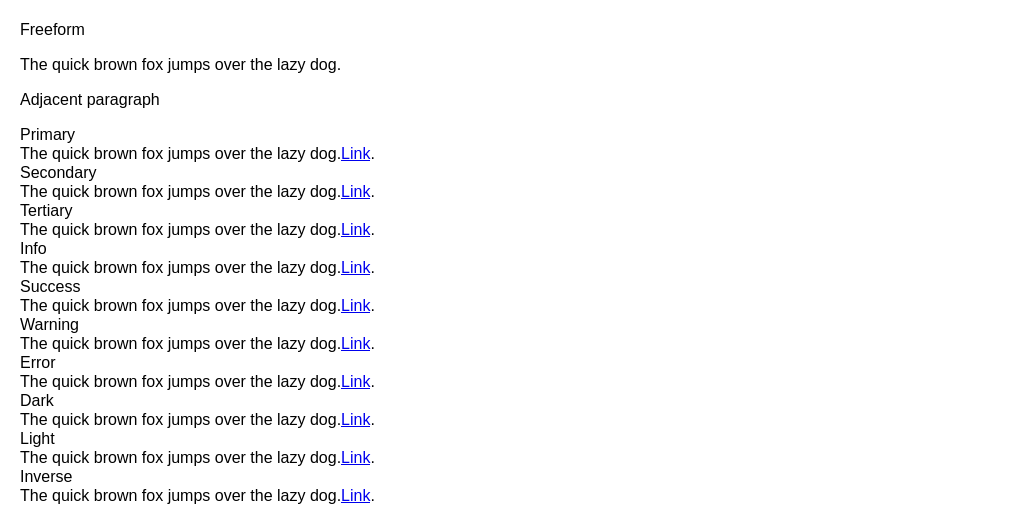 Freeform
The quick brown fox jumps over the lazy dog.
Adjacent paragraph
Primary
The quick brown fox jumps over the lazy dog.Link.
Secondary
The quick brown fox jumps over the lazy dog.Link.
Tertiary
The quick brown fox jumps over the lazy dog.Link.
Info
The quick brown fox jumps over the lazy dog.Link.
Success
The quick brown fox jumps over the lazy dog.Link.
Warning
The quick brown fox jumps over the lazy dog.Link.
Error
The quick brown fox jumps over the lazy dog.Link.
Dark
The quick brown fox jumps over the lazy dog.Link.
Light
The quick brown fox jumps over the lazy dog.Link.
Inverse
The quick brown fox jumps over the lazy dog.Link.